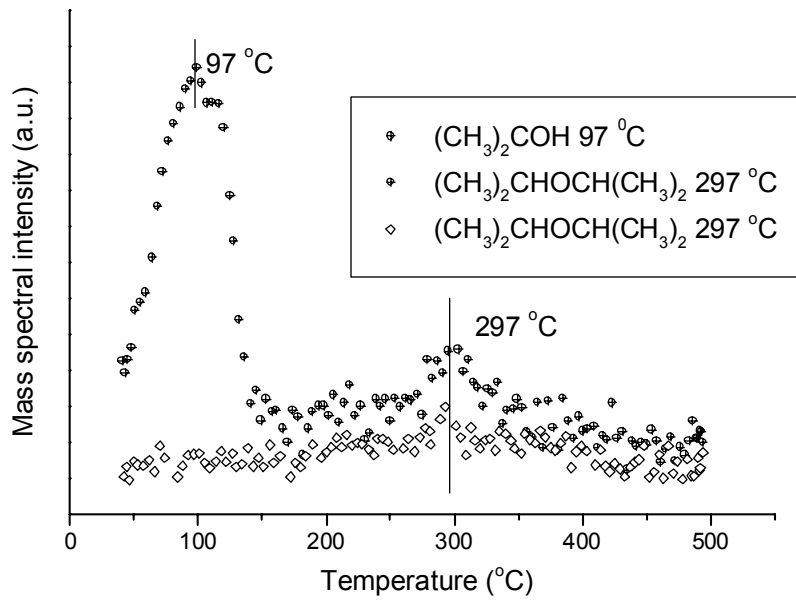 97 °C
(CH₃)₂COH 97 ⁰C
(CH₃)₂CHOCH(CH₃)₂ 297 °C
(CH₃)₂CHOCH(CH₃)₂ 297 °C
297 °C
Mass spectral intensity (a.u.)
0 100 200 300 400 500
Temperature (°C)